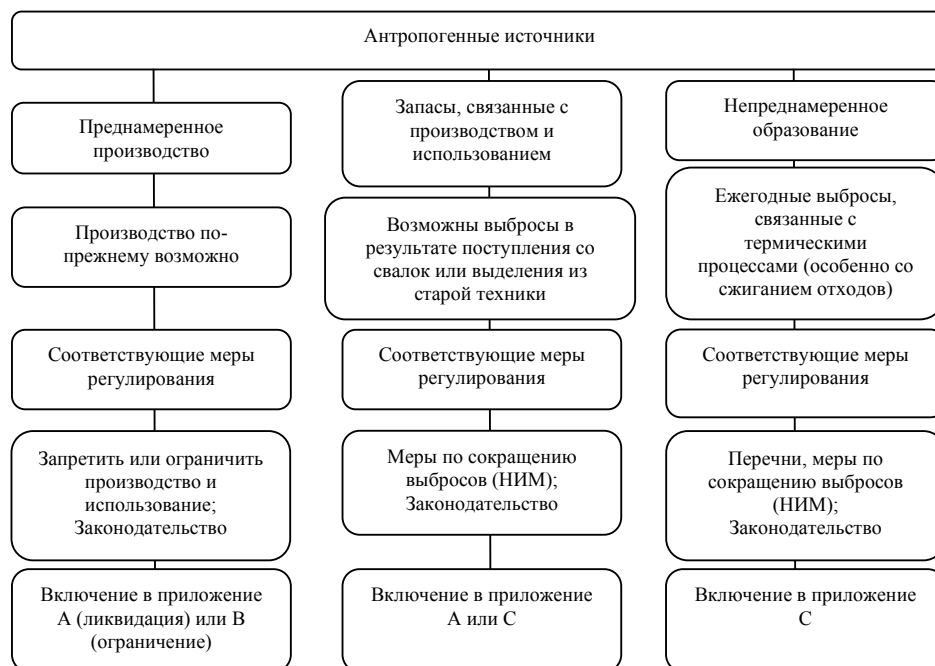 Антропогенные источники
Преднамеренное
производство
Производство по-
прежнему возможно
Соответствующие меры
регулирования
Запретить или ограничить
производство и
использование;
Законодательство
Включение в приложение
А (ликвидация) или В
(ограничение)
Запасы, связанные с
производством и
использованием
Возможны выбросы в
результате поступления со
свалок или выделения из
старой техники
Соответствующие меры
регулирования
Меры по сокращению
выбросов (НИМ);
Законодательство
Включение в приложение
А или С
Непреднамеренное
образование
Ежегодные выбросы,
связанные с
термическими
процессами (особенно со
сжиганием отходов)
Соответствующие меры
регулирования
Перечни, меры по
сокращению выбросов
(НИМ);
Законодательство
Включение в приложение
С